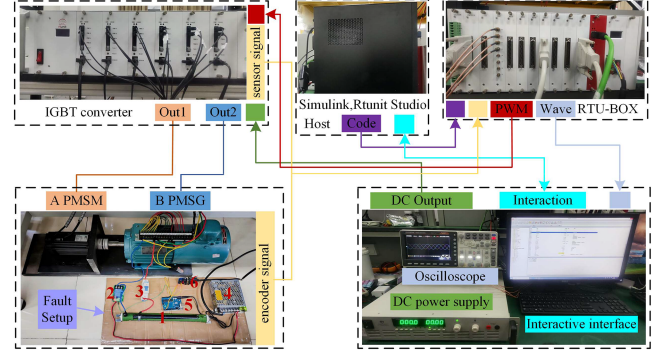 sensor signal
IGBT converter
Out1
Out2
Simulink,Rtunit Studio
Host
Code
PWM
Wave
RTU-BOX
A PMSM
B PMSG
encoder signal
Fault
Setup
1
2
3
4
5
6
DC Output
Interaction
Oscilloscope
DC power supply
Interactive interface